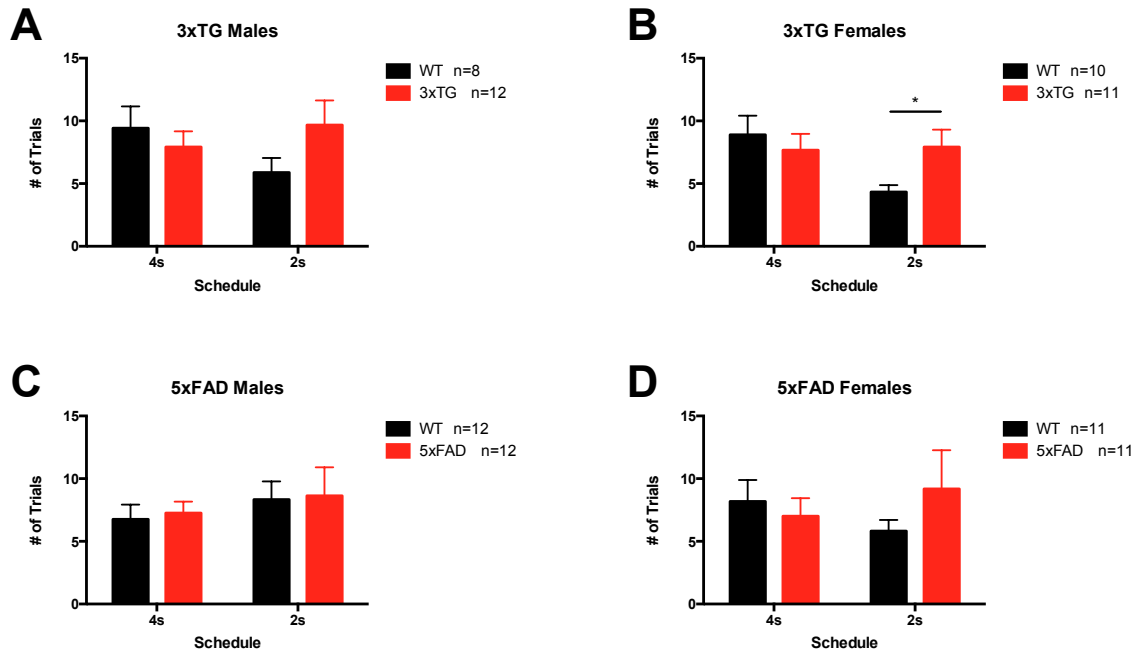 A
3xTG Males
15
10
5
0
# of Trials
4s
2s
Schedule
WT n=8
3xTG n=12
B
3xTG Females
15
10
5
0
# of Trials
*
4s
2s
Schedule
WT n=10
3xTG n=11
C
5xFAD Males
15
10
5
0
# of Trials
4s
2s
Schedule
WT n=12
5xFAD n=12
D
5xFAD Females
15
10
5
0
# of Trials
4s
2s
Schedule
WT n=11
5xFAD n=11